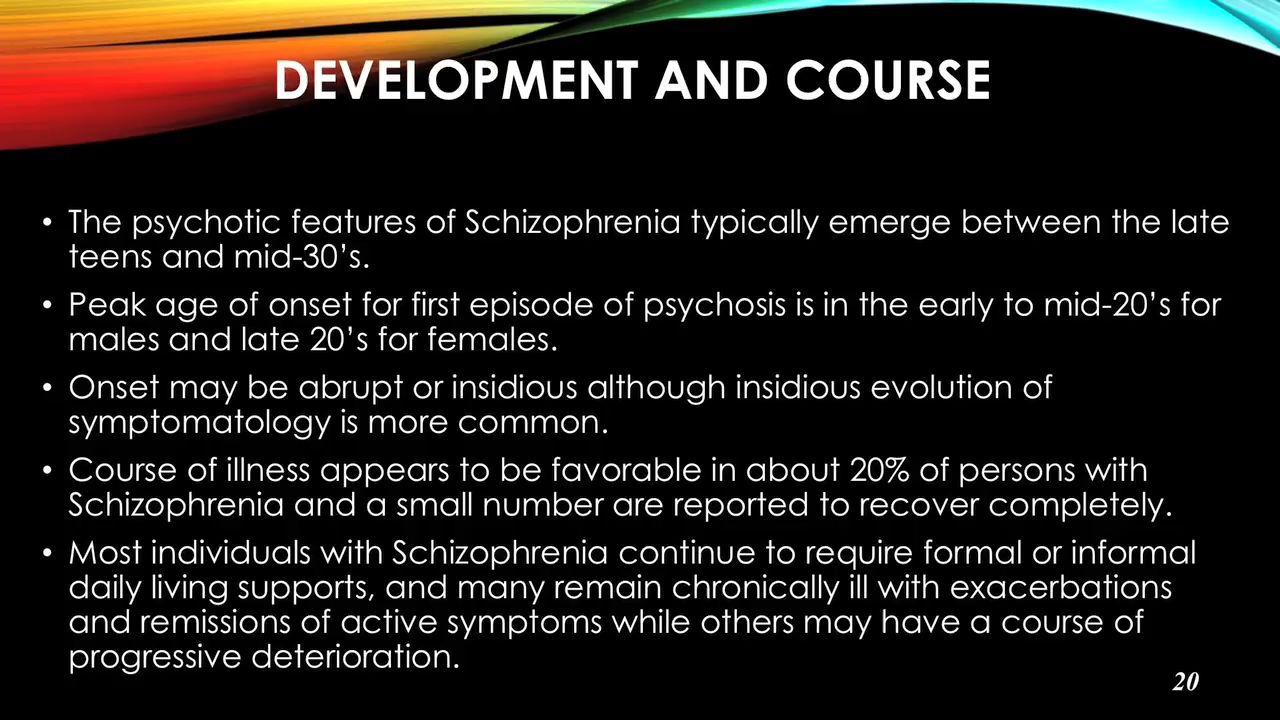 DEVELOPMENT AND COURSE
• The psychotic features of Schizophrenia typically emerge between the late
teens and mid-30’s.
• Peak age of onset for first episode of psychosis is in the early to mid-20’s for
males and late 20’s for females.
• Onset may be abrupt or insidious although insidious evolution of
symptomatology is more common.
• Course of illness appears to be favorable in about 20% of persons with
Schizophrenia and a small number are reported to recover completely.
• Most individuals with Schizophrenia continue to require formal or informal
daily living supports, and many remain chronically ill with exacerbations
and remissions of active symptoms while others may have a course of
progressive deterioration.
20